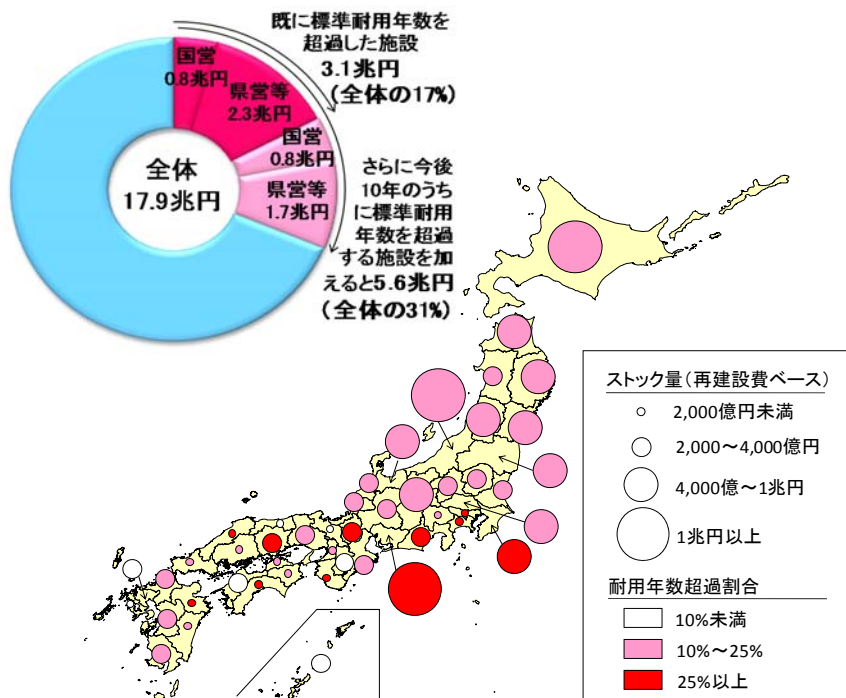 既に標準耐用年数を
超過した施設
3.1兆円
(全体の17%)
国営
0.8兆円
県営等
2.3兆円
国営
0.8兆円
県営等
1.7兆円
全体
17.9兆円
さらに今後
10年のうち
に標準耐用
年数を超過
する施設を加
えると5.6兆円
(全体の31%)
ストック量(再建設費ベース)
2,000億円未満
2,000～4,000億円
4,000億～1兆円
1兆円以上
耐用年数超過割合
10%未満
10%～25%
25%以上